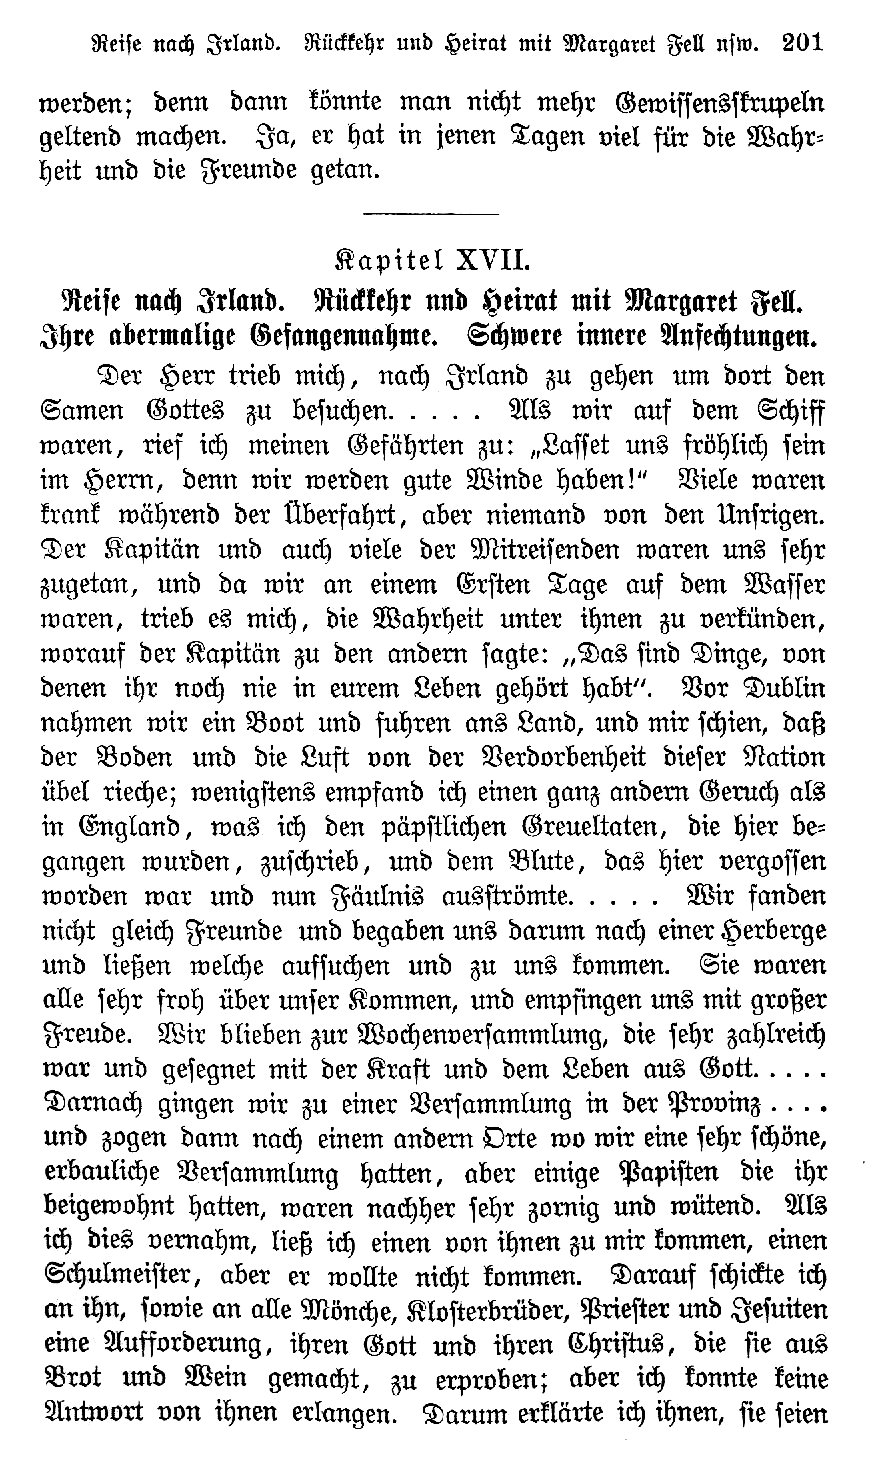 Reise nach Irland. Rückkehr und Heirat mit Margaret Fell usw. 201
werden; denn dann könnte man nicht mehr Gewissensskrupeln
geltend machen. Ja, er hat in jenen Tagen viel für die Wahr-
heit und die Freunde getan.
Kapitel XVII.
Reise nach Irland. Rückkehr und Heirat mit Margaret Fell.
Ihre abermalige Gefangennahme. Schwere innere Anfechtungen.
Der Herr trieb mich, nach Irland zu gehen um dort den
Samen Gottes zu besuchen. . . . . Als wir auf dem Schiff
waren, rief ich meinen Gefährten zu: „Lasset uns fröhlich sein
im Herrn, denn wir werden gute Winde haben!“ Viele waren
krank während der Überfahrt, aber niemand von den Unsrigen.
Der Kapitän und auch viele der Mitreisenden waren uns sehr
zugetan, und da wir an einem Ersten Tage auf dem Wasser
waren, trieb es mich, die Wahrheit unter ihnen zu verkünden,
worauf der Kapitän zu den andern sagte: „Das sind Dinge, von
denen ihr noch nie in eurem Leben gehört habt“. Vor Dublin
nahmen wir ein Boot und fuhren ans Land, und mir schien, daß
der Boden und die Luft von der Verdorbenheit dieser Nation
übel rieche; wenigstens empfand ich einen ganz andern Geruch als
in England, was ich den päpstlichen Greueltaten, die hier be-
gangen wurden, zuschrieb, und dem Blute, das hier vergossen
worden war und nun Fäulnis ausströmte. . . . . Wir fanden
nicht gleich Freunde und begaben uns darum nach einer Herberge
und ließen welche aufsuchen und zu uns kommen. Sie waren
alle sehr froh über unser Kommen, und empfingen uns mit großer
Freude. Wir blieben zur Wochenversammlung, die sehr zahlreich
war und gesegnet mit der Kraft und dem Leben aus Gott. . . . .
Darnach gingen wir zu einer Versammlung in der Provinz . . . .
und zogen dann nach einem andern Orte wo wir eine sehr schöne,
erbauliche Versammlung hatten, aber einige Papisten die ihr
beigewohnt hatten, waren nachher sehr zornig und wütend. Als
ich dies vernahm, ließ ich einen von ihnen zu mir kommen, einen
Schulmeister, aber er wollte nicht kommen. Darauf schickte ich
an ihn, sowie an alle Mönche, Klosterbrüder, Priester und Jesuiten
eine Aufforderung, ihren Gott und ihren Christus, die sie aus
Brot und Wein gemacht, zu erproben; aber ich konnte keine
Antwort von ihnen erlangen. Darum erklärte ich ihnen, sie seien